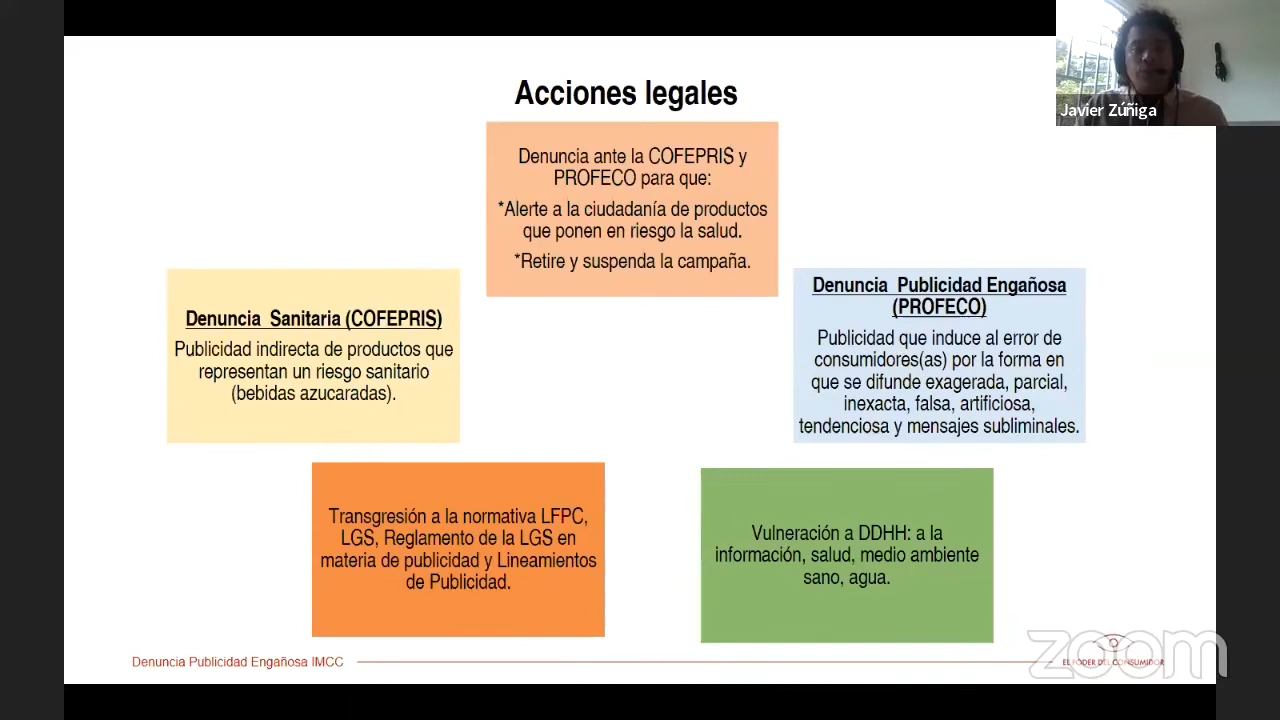 Acciones legales
Javier Zúñiga
Denuncia ante la COFEPRIS y
PROFECO para que:
*Alerte a la ciudadanía de productos
que ponen en riesgo la salud.
*Retire y suspenda la campaña.
Denuncia Sanitaria (COFEPRIS)
Publicidad indirecta de productos que
representan un riesgo sanitario
(bebidas azucaradas).
Denuncia Publicidad Engañosa
(PROFECO)
Publicidad que induce al error de
consumidores(as) por la forma en
que se difunde exagerada, parcial,
inexacta, falsa, artificiosa,
tendenciosa y mensajes subliminales.
Transgresión a la normativa LFPC,
LGS, Reglamento de la LGS en
materia de publicidad y Lineamientos
de Publicidad.
Vulneración a DDHH: a la
información, salud, medio ambiente
sano, agua.
Denuncia Publicidad Engañosa IMCC
EL PODER DEL CONSUMIDOR
zoom